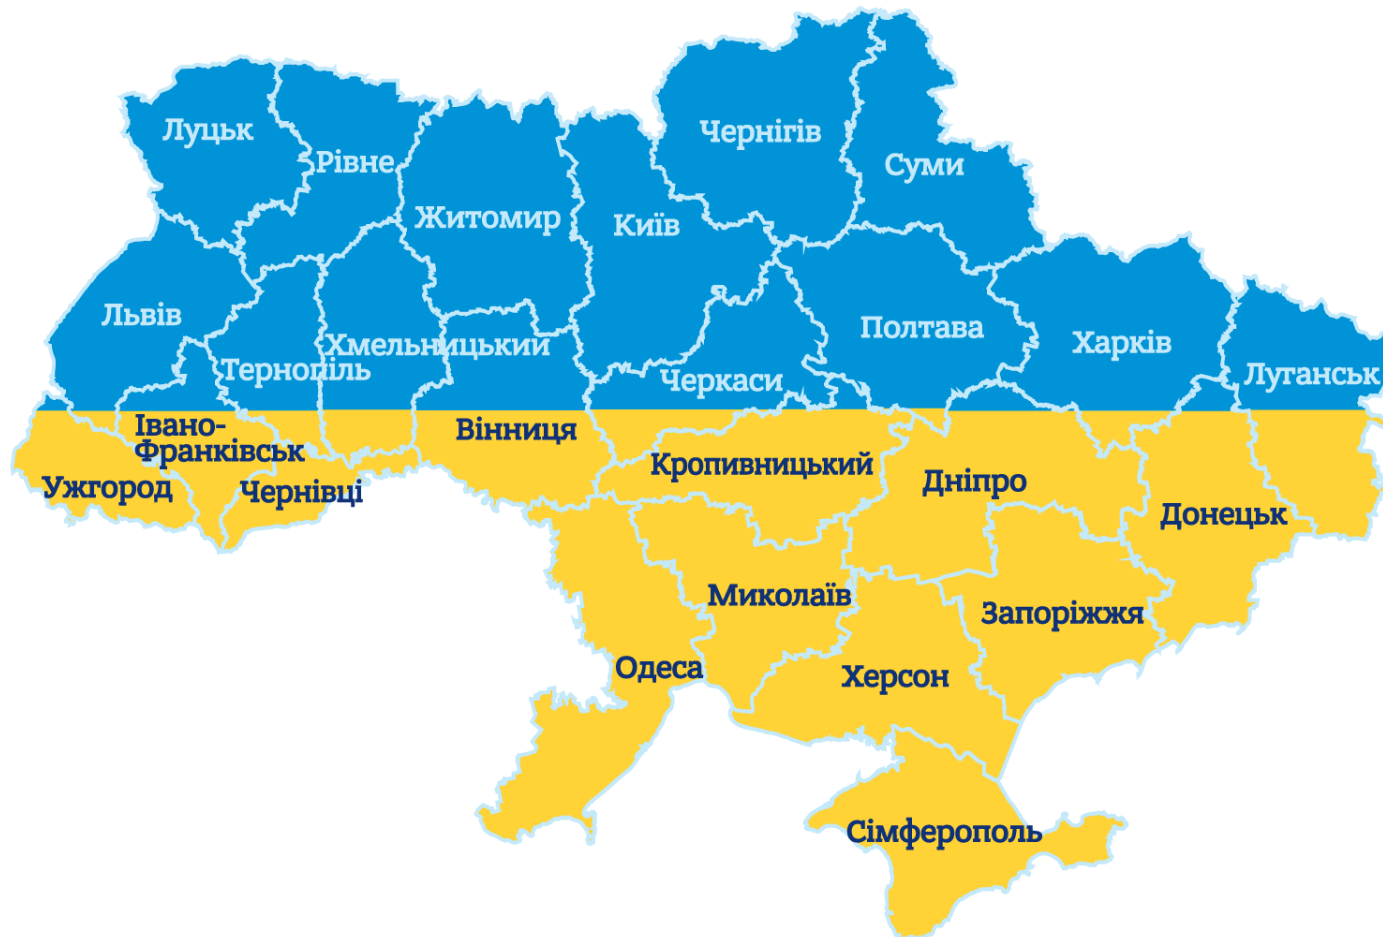 Луцьк
Рівне
Житомир
Київ
Чернігів
Суми
Львів
Тернопіль
Хмельницький
Черкаси
Полтава
Харків
Луганськ
Івано-
Франківськ
Вінниця
Кропивницький
Дніпро
Ужгород
Чернівці
Донецьк
Миколаїв
Запоріжжя
Одеса
Херсон
Сімферополь